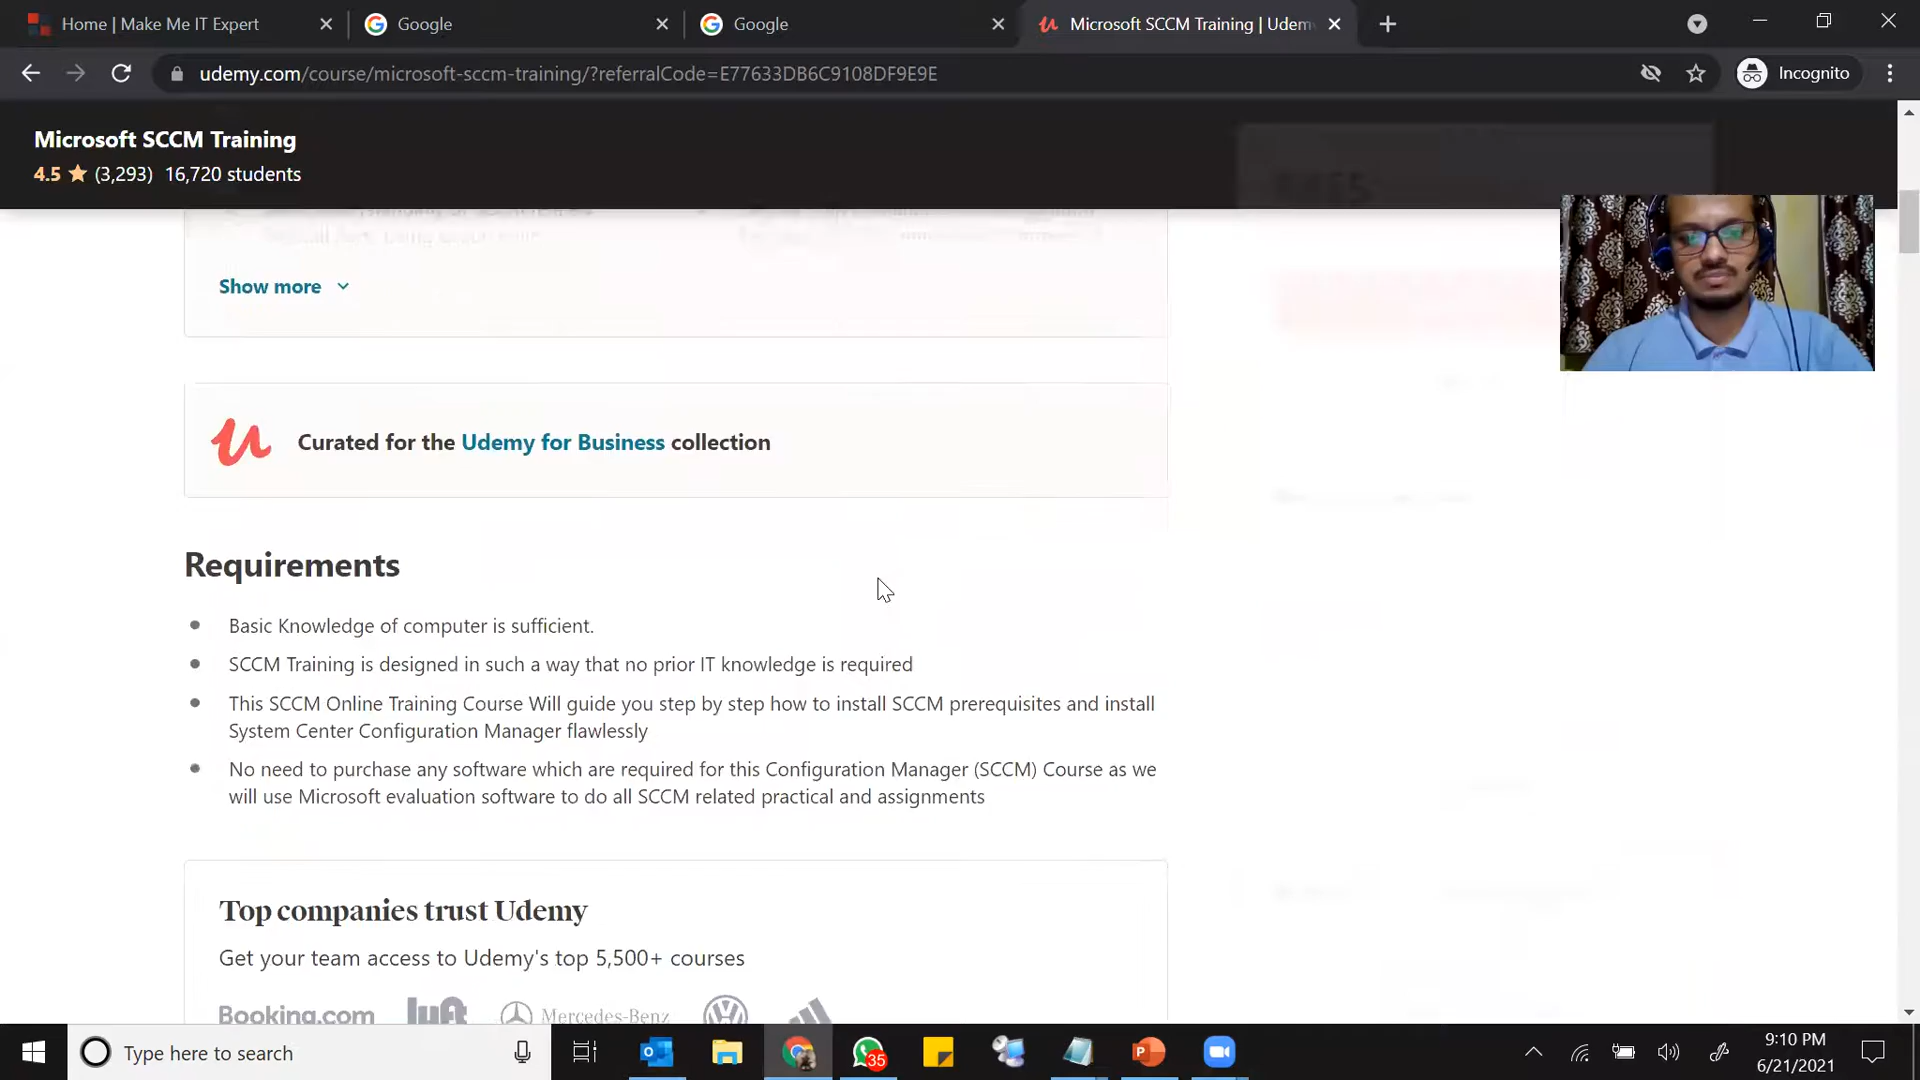 Home | Make Me IT Expert
Google
Google
Microsoft SCCM Training | Udem
udemy.com/course/microsoft-sccm-training/?referralCode=E77633DB6C9108DF9E9E
Incognito
Microsoft SCCM Training
4.5 ★ (3,293) 16,720 students
Show more
Curated for the Udemy for Business collection
Requirements
Basic Knowledge of computer is sufficient.
SCCM Training is designed in such a way that no prior IT knowledge is required
This SCCM Online Training Course Will guide you step by step how to install SCCM prerequisites and install
System Center Configuration Manager flawlessly
No need to purchase any software which are required for this Configuration Manager (SCCM) Course as we
will use Microsoft evaluation software to do all SCCM related practical and assignments
Top companies trust Udemy
Get your team access to Udemy's top 5,500+ courses
Booking.com lyft Mercedes-Benz
Type here to search
35
9:10 PM
6/21/2021